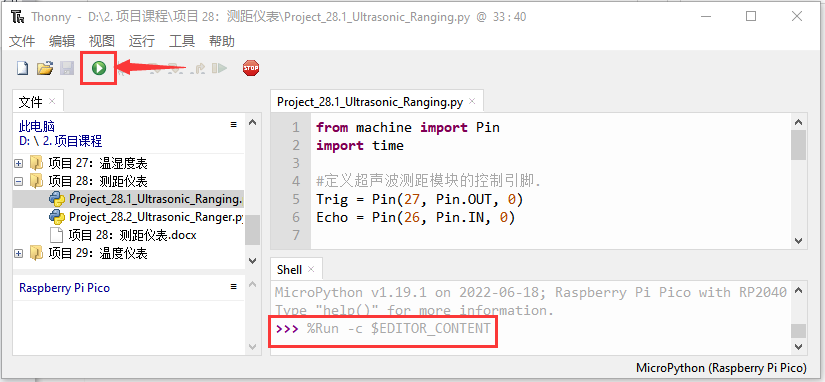 Thonny - D:\2. 项目课程\项目 28：测距仪表\Project_28.1_Ultrasonic_Ranging.py @ 33 : 40
文件 编辑 视图 运行 工具 帮助
STOP
文件 ×
此电脑
D: \ 2. 项目课程
项目 27：温湿度表
项目 28：测距仪表
Project_28.1_Ultrasonic_Ranging.
Project_28.2_Ultrasonic_Ranger.py
项目 28：测距仪表.docx
项目 29：温度仪表
Raspberry Pi Pico
Project_28.1_Ultrasonic_Ranging.py ×
1 from machine import Pin
2 import time
3
4 #定义超声波测距模块的控制引脚.
5 Trig = Pin(27, Pin.OUT, 0)
6 Echo = Pin(26, Pin.IN, 0)
7
Shell ×
MicroPython v1.19.1 on 2022-06-18; Raspberry Pi Pico with RP2040
Type "help()" for more information.
>>> %Run -c $EDITOR_CONTENT
MicroPython (Raspberry Pi Pico)